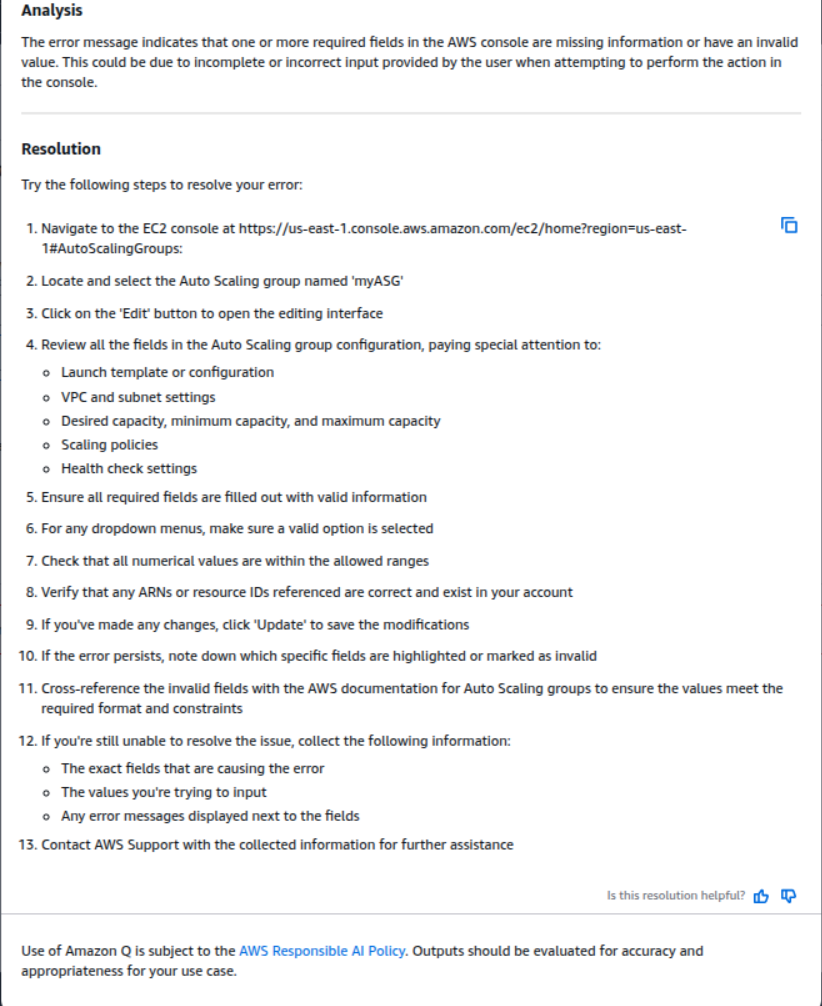 Analysis
The error message indicates that one or more required fields in the AWS console are missing information or have an invalid
value. This could be due to incomplete or incorrect input provided by the user when attempting to perform the action in
the console.
Resolution
Try the following steps to resolve your error:
1. Navigate to the EC2 console at https://us-east-1.console.aws.amazon.com/ec2/home?region=us-east-
1#AutoScalingGroups:
2. Locate and select the Auto Scaling group named 'myASG'
3. Click on the 'Edit' button to open the editing interface
4. Review all the fields in the Auto Scaling group configuration, paying special attention to:
Launch template or configuration
VPC and subnet settings
Desired capacity, minimum capacity, and maximum capacity
Scaling policies
Health check settings
5. Ensure all required fields are filled out with valid information
6. For any dropdown menus, make sure a valid option is selected
7. Check that all numerical values are within the allowed ranges
8. Verify that any ARNs or resource IDs referenced are correct and exist in your account
9. If you've made any changes, click 'Update' to save the modifications
10. If the error persists, note down which specific fields are highlighted or marked as invalid
11. Cross-reference the invalid fields with the AWS documentation for Auto Scaling groups to ensure the values meet the
required format and constraints
12. If you're still unable to resolve the issue, collect the following information:
The exact fields that are causing the error
The values you're trying to input
Any error messages displayed next to the fields
13. Contact AWS Support with the collected information for further assistance
Is this resolution helpful?
Use of Amazon Q is subject to the AWS Responsible AI Policy. Outputs should be evaluated for accuracy and
appropriateness for your use case.